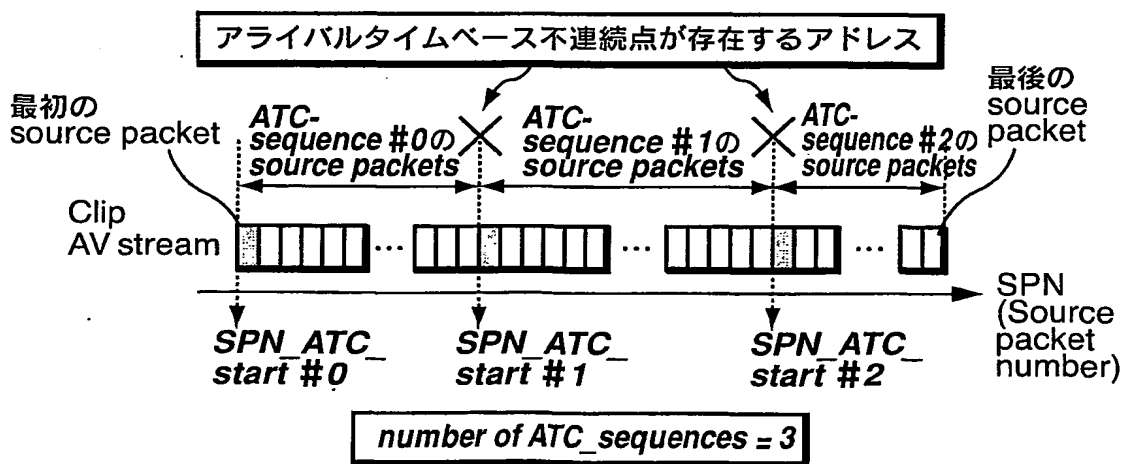 アライバルタイムベース不連続点が存在するアドレス
最初の
source packet
ATC-
sequence #0の
source packets
ATC-
sequence #1の
source packets
ATC-
sequence #2の
source packets
最後の
source
packet
Clip
AV stream
...
...
...
SPN
(Source
packet
number)
SPN_ATC_
start #0
SPN_ATC_
start #1
SPN_ATC_
start #2
number of ATC_sequences = 3